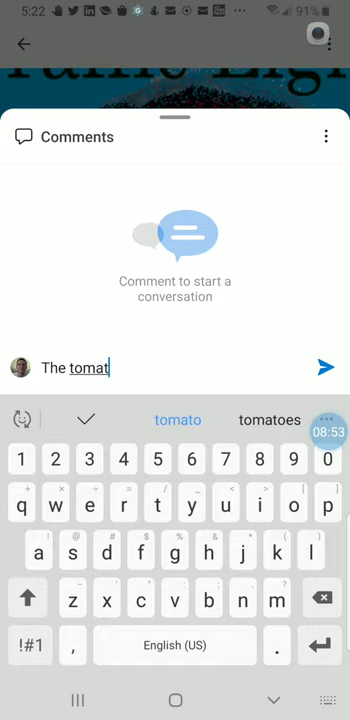 5:22 91%
Comments
Comment to start a
conversation
The tomat
tomato tomatoes
08:53
1 2 3 4 5 6 7 8 9 0
+ × ÷ = / _ < > [ ]
q w e r t y u i o p
! @ # $ % ^ & * ( )
a s d f g h j k l
- ' " : ; , ?
z x c v b n m
!#1 , English (US) .